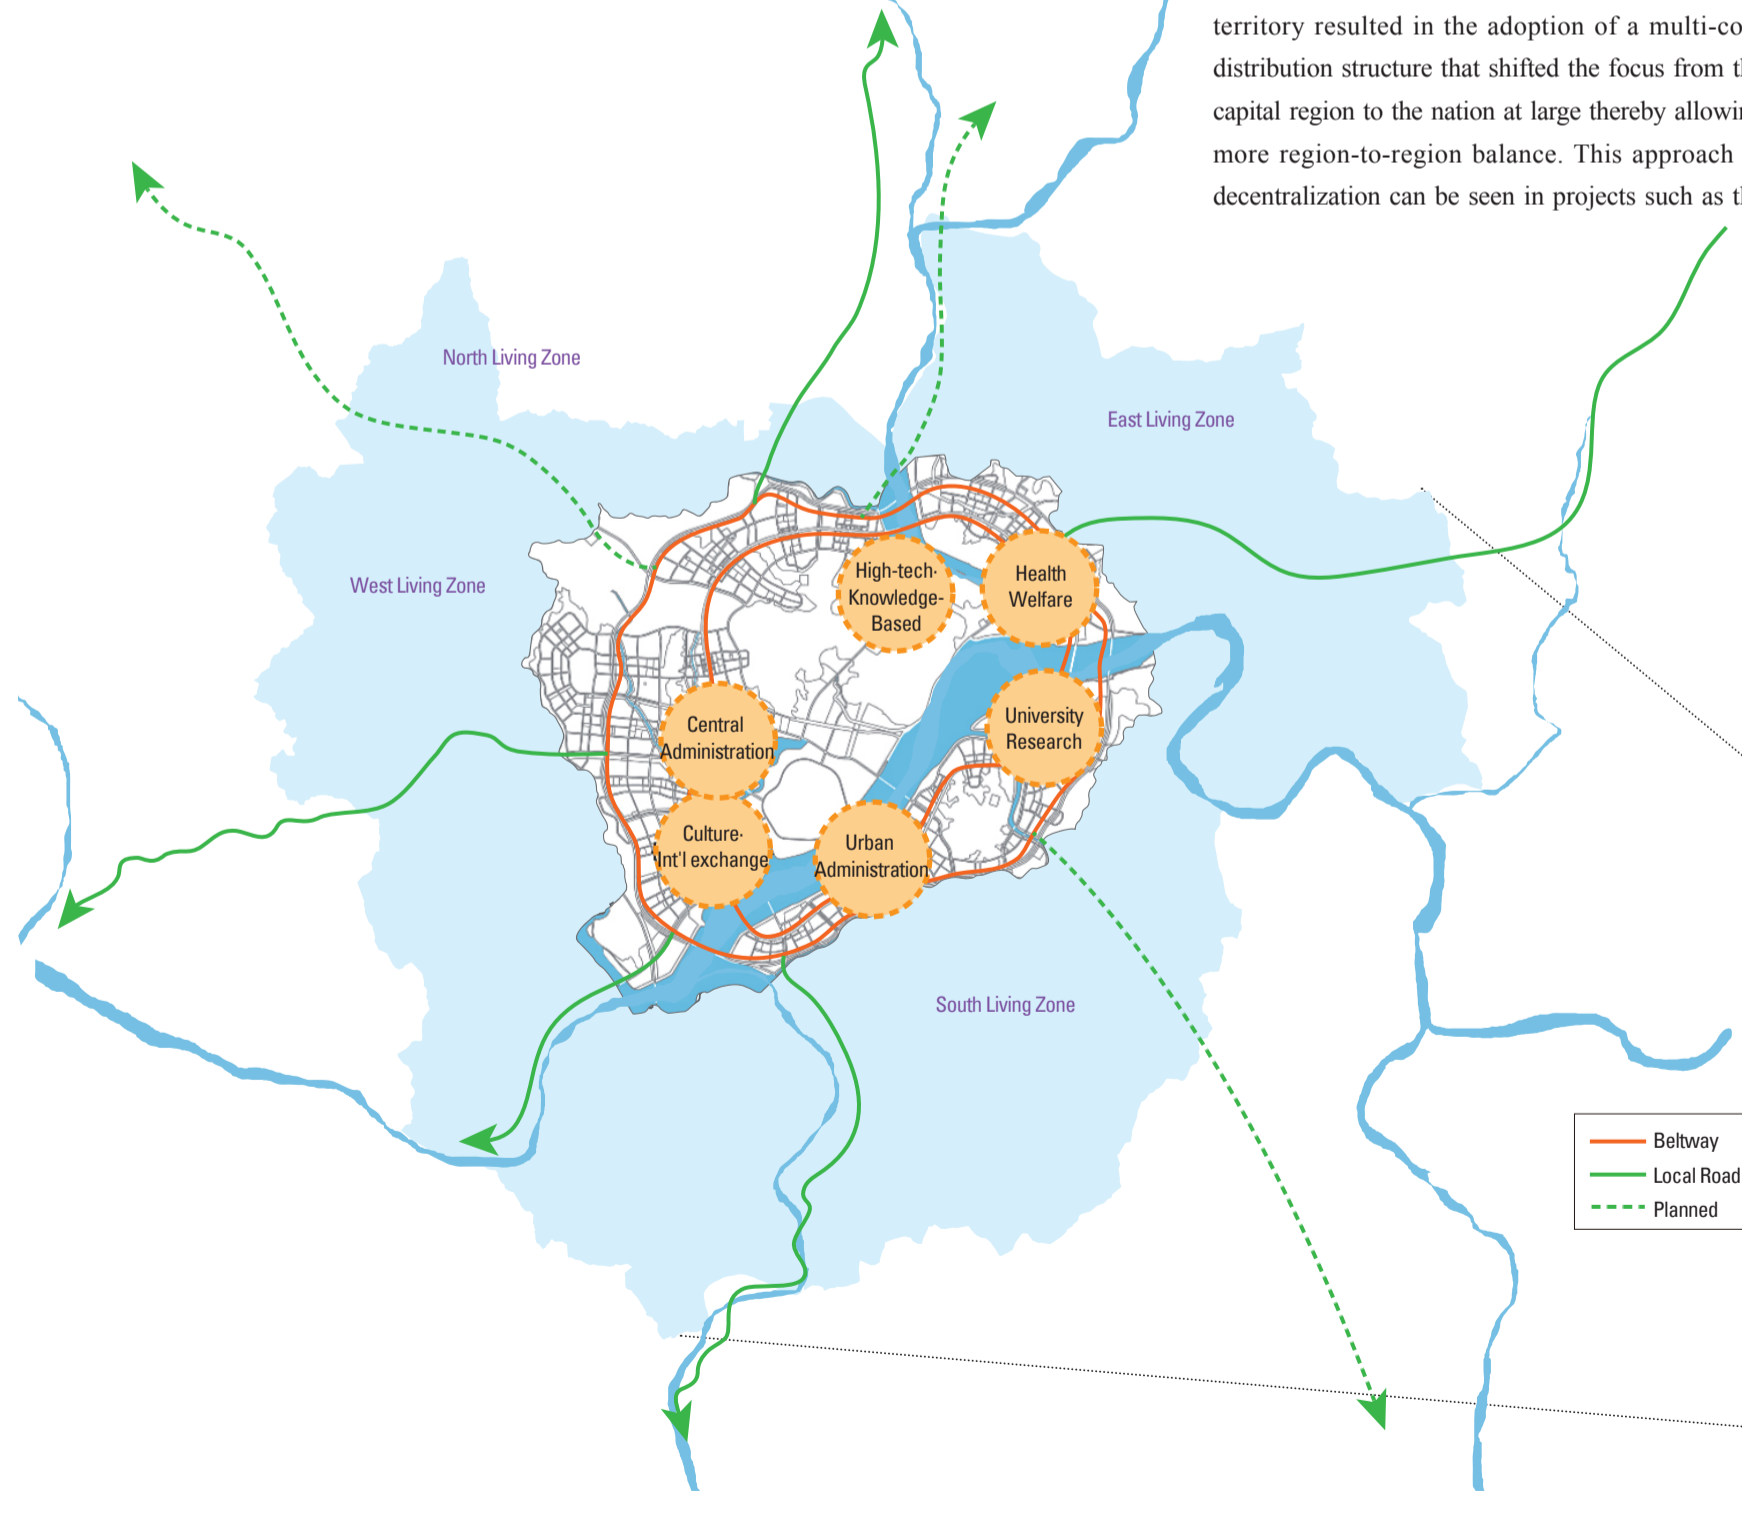 territory resulted in the adoption of a multi-co
distribution structure that shifted the focus from t
capital region to the nation at large thereby allowi
more region-to-region balance. This approach
decentralization can be seen in projects such as t
North Living Zone
East Living Zone
West Living Zone
High-tech·
Knowledge-
Based
Health
Welfare
Central
Administration
University
Research
Culture·
Int'l exchange
Urban
Administration
South Living Zone
Beltway
Local Road
Planned